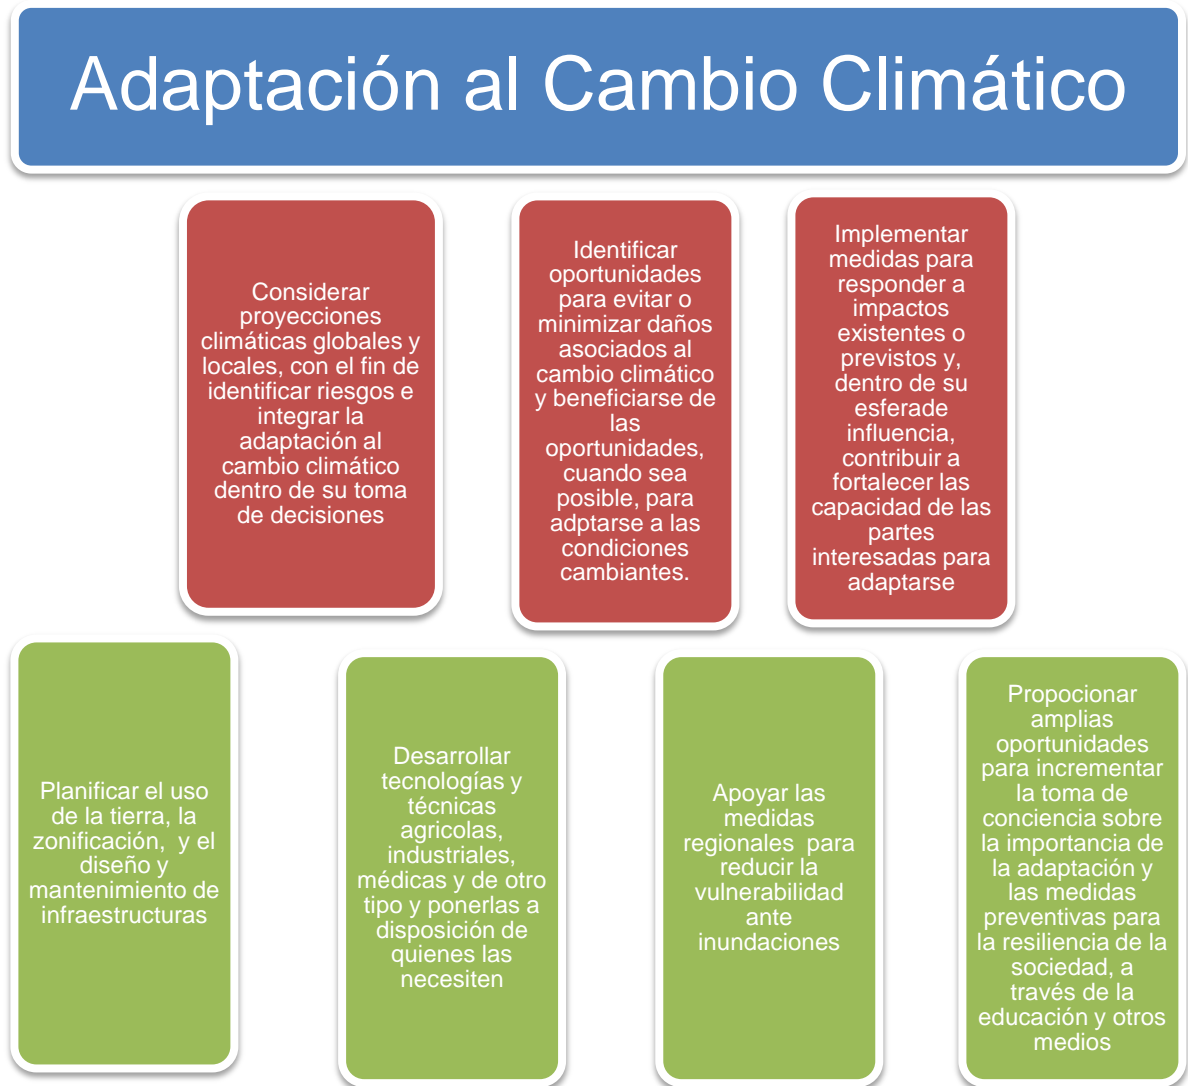 Adaptación al Cambio Climático
Considerar
proyecciones
climáticas globales y
locales, con el fin de
identificar riesgos e
integrar la
adaptación al
cambio climático
dentro de su toma
de decisiones
Identificar
oportunidades
para evitar o
minimizar daños
asociados al
cambio climático
y beneficiarse de
las
oportunidades,
cuando sea
posible, para
adptarse a las
condiciones
cambiantes.
Implementar
medidas para
responder a
impactos
existentes o
previstos y,
dentro de su
esferade
influencia,
contribuir a
fortalecer las
capacidad de las
partes
interesadas para
adaptarse
Planificar el uso
de la tierra, la
zonificación,  y el
diseño y
mantenimiento de
infraestructuras
Desarrollar
tecnologías y
técnicas
agricolas,
industriales,
médicas y de otro
tipo y ponerlas a
disposición de
quienes las
necesiten
Apoyar las
medidas
regionales  para
reducir la
vulnerabilidad
ante
inundaciones
Propocionar
amplias
oportunidades
para incrementar
la toma de
conciencia sobre
la importancia de
la adaptación y
las medidas
preventivas para
la resiliencia de la
sociedad, a
través de la
educación y otros
medios